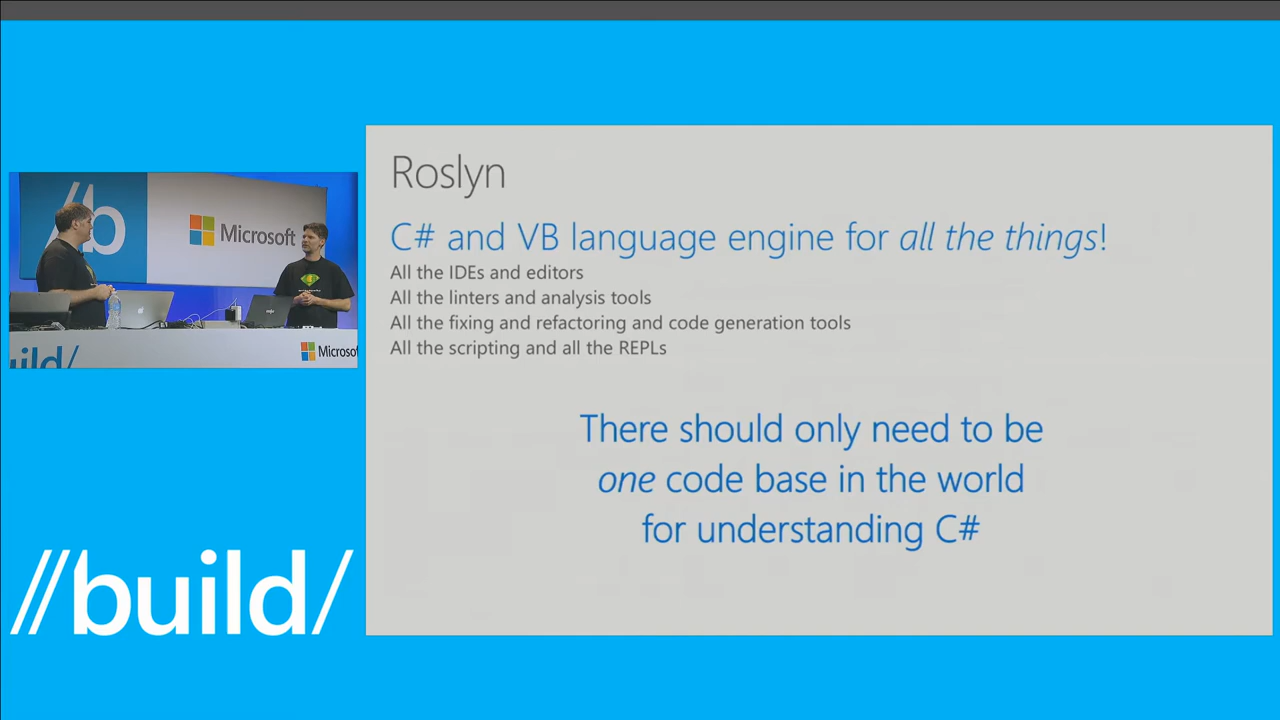 Microsoft
uild/
Microsof
//build/
Roslyn
C# and VB language engine for all the things!
All the IDEs and editors
All the linters and analysis tools
All the fixing and refactoring and code generation tools
All the scripting and all the REPLs
There should only need to be
one code base in the world
for understanding C#